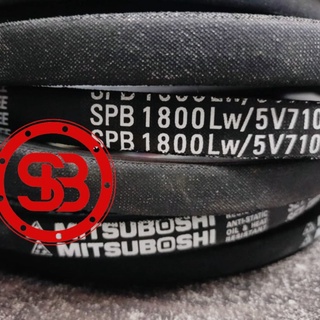 SPB 1800Lw/5V710
SPB 1800Lw/5V710
SB
ANTI-STATIC
MITSUBOSHI OIL & HEAT
MITSUBOSHI RESISTANT